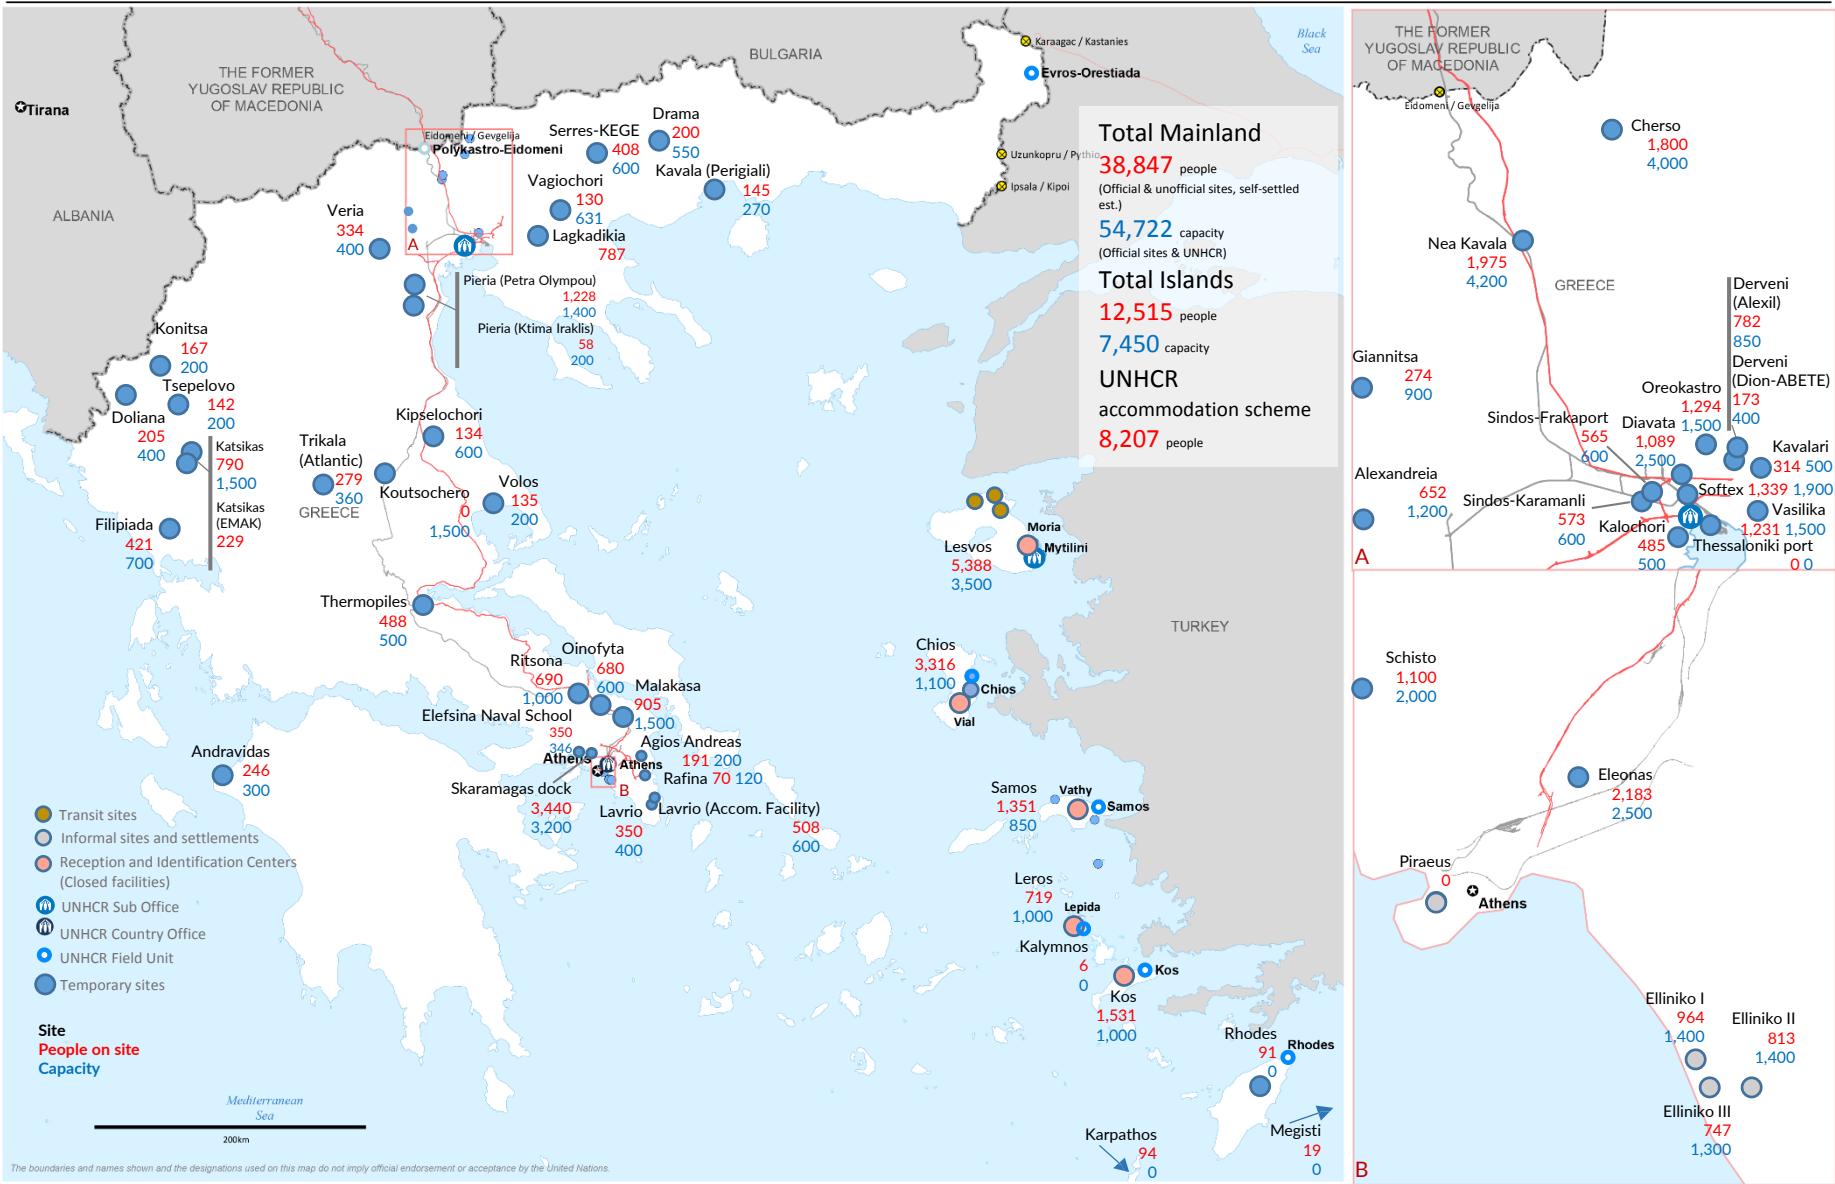 THE FORMER
YUGOSLAV REPUBLIC
OF MACEDONIA
BULGARIA
Black
Sea
Tirana
ALBANIA
Karaagac / Kastanies
Evros-Orestiada
Uzunkopru / Pythio
Ipsala / Kipoi
Eidomeni / Gevgelija
Polykastro-Eidomeni
A
Serres-KEGE
408
600
Drama
200
550
Kavala (Perigiali)
145
270
Vagiochori
130
631
Lagkadikia
787
Veria
334
400
Pieria (Petra Olympou)
1,228
1,400
Pieria (Ktima Iraklis)
58
200
Konitsa
167
200
Tsepelovo
142
200
Doliana
205
400
Katsikas
790
1,500
Katsikas
(EMAK)
229
Filipiada
421
700
Kipselochori
134
600
Trikala
(Atlantic)
279
360
GREECE
Koutsochero
0
1,500
Volos
135
200
Thermopiles
488
500
Oinofyta
680
600
Ritsona
690
1,000
Malakasa
905
1,500
Elefsina Naval School
350
346
Athens
Athens
Agios Andreas
191 200
Rafina 70 120
B
Skaramagas dock
3,440
3,200
Lavrio
350
400
Lavrio (Accom. Facility)
508
600
Andravidas
246
300
Total Mainland
38,847 people
(Official & unofficial sites, self-settled
est.)
54,722 capacity
(Official sites & UNHCR)
Total Islands
12,515 people
7,450 capacity
UNHCR
accommodation scheme
8,207 people
Moria
Mytilini
Lesvos
5,388
3,500
TURKEY
Chios
3,316
1,100
Chios
Vial
Samos
1,351
850
Vathy
Samos
Leros
719
1,000
Lepida
Kalymnos
6
0
Kos
Kos
1,531
1,000
Rhodes
91
0
Rhodes
Megisti
19
0
Karpathos
94
0
Transit sites
Informal sites and settlements
Reception and Identification Centers
(Closed facilities)
UNHCR Sub Office
UNHCR Country Office
UNHCR Field Unit
Temporary sites
Site
People on site
Capacity
Mediterranean
Sea
200km
The boundaries and names shown and the designations used on this map do not imply official endorsement or acceptance by the United Nations.
THE FORMER
YUGOSLAV REPUBLIC
OF MACEDONIA
Eidomeni / Gevgelija
Cherso
1,800
4,000
Nea Kavala
1,975
4,200
GREECE
Derveni
(Alexil)
782
850
Derveni
(Dion-ABETE)
173
400
Giannitsa
274
900
Oreokastro
1,294
1,500
Sindos-Frakaport
565
600
Diavata
1,089
2,500
Kavalari
314 500
Alexandreia
652
1,200
Sindos-Karamanli
573
600
Softex 1,339 1,900
Vasilika
1,231 1,500
Kalochori
485
500
Thessaloniki port
0 0
A
Schisto
1,100
2,000
Eleonas
2,183
2,500
Piraeus
0
Athens
Elliniko I
964
1,400
Elliniko II
813
1,400
Elliniko III
747
1,300
B